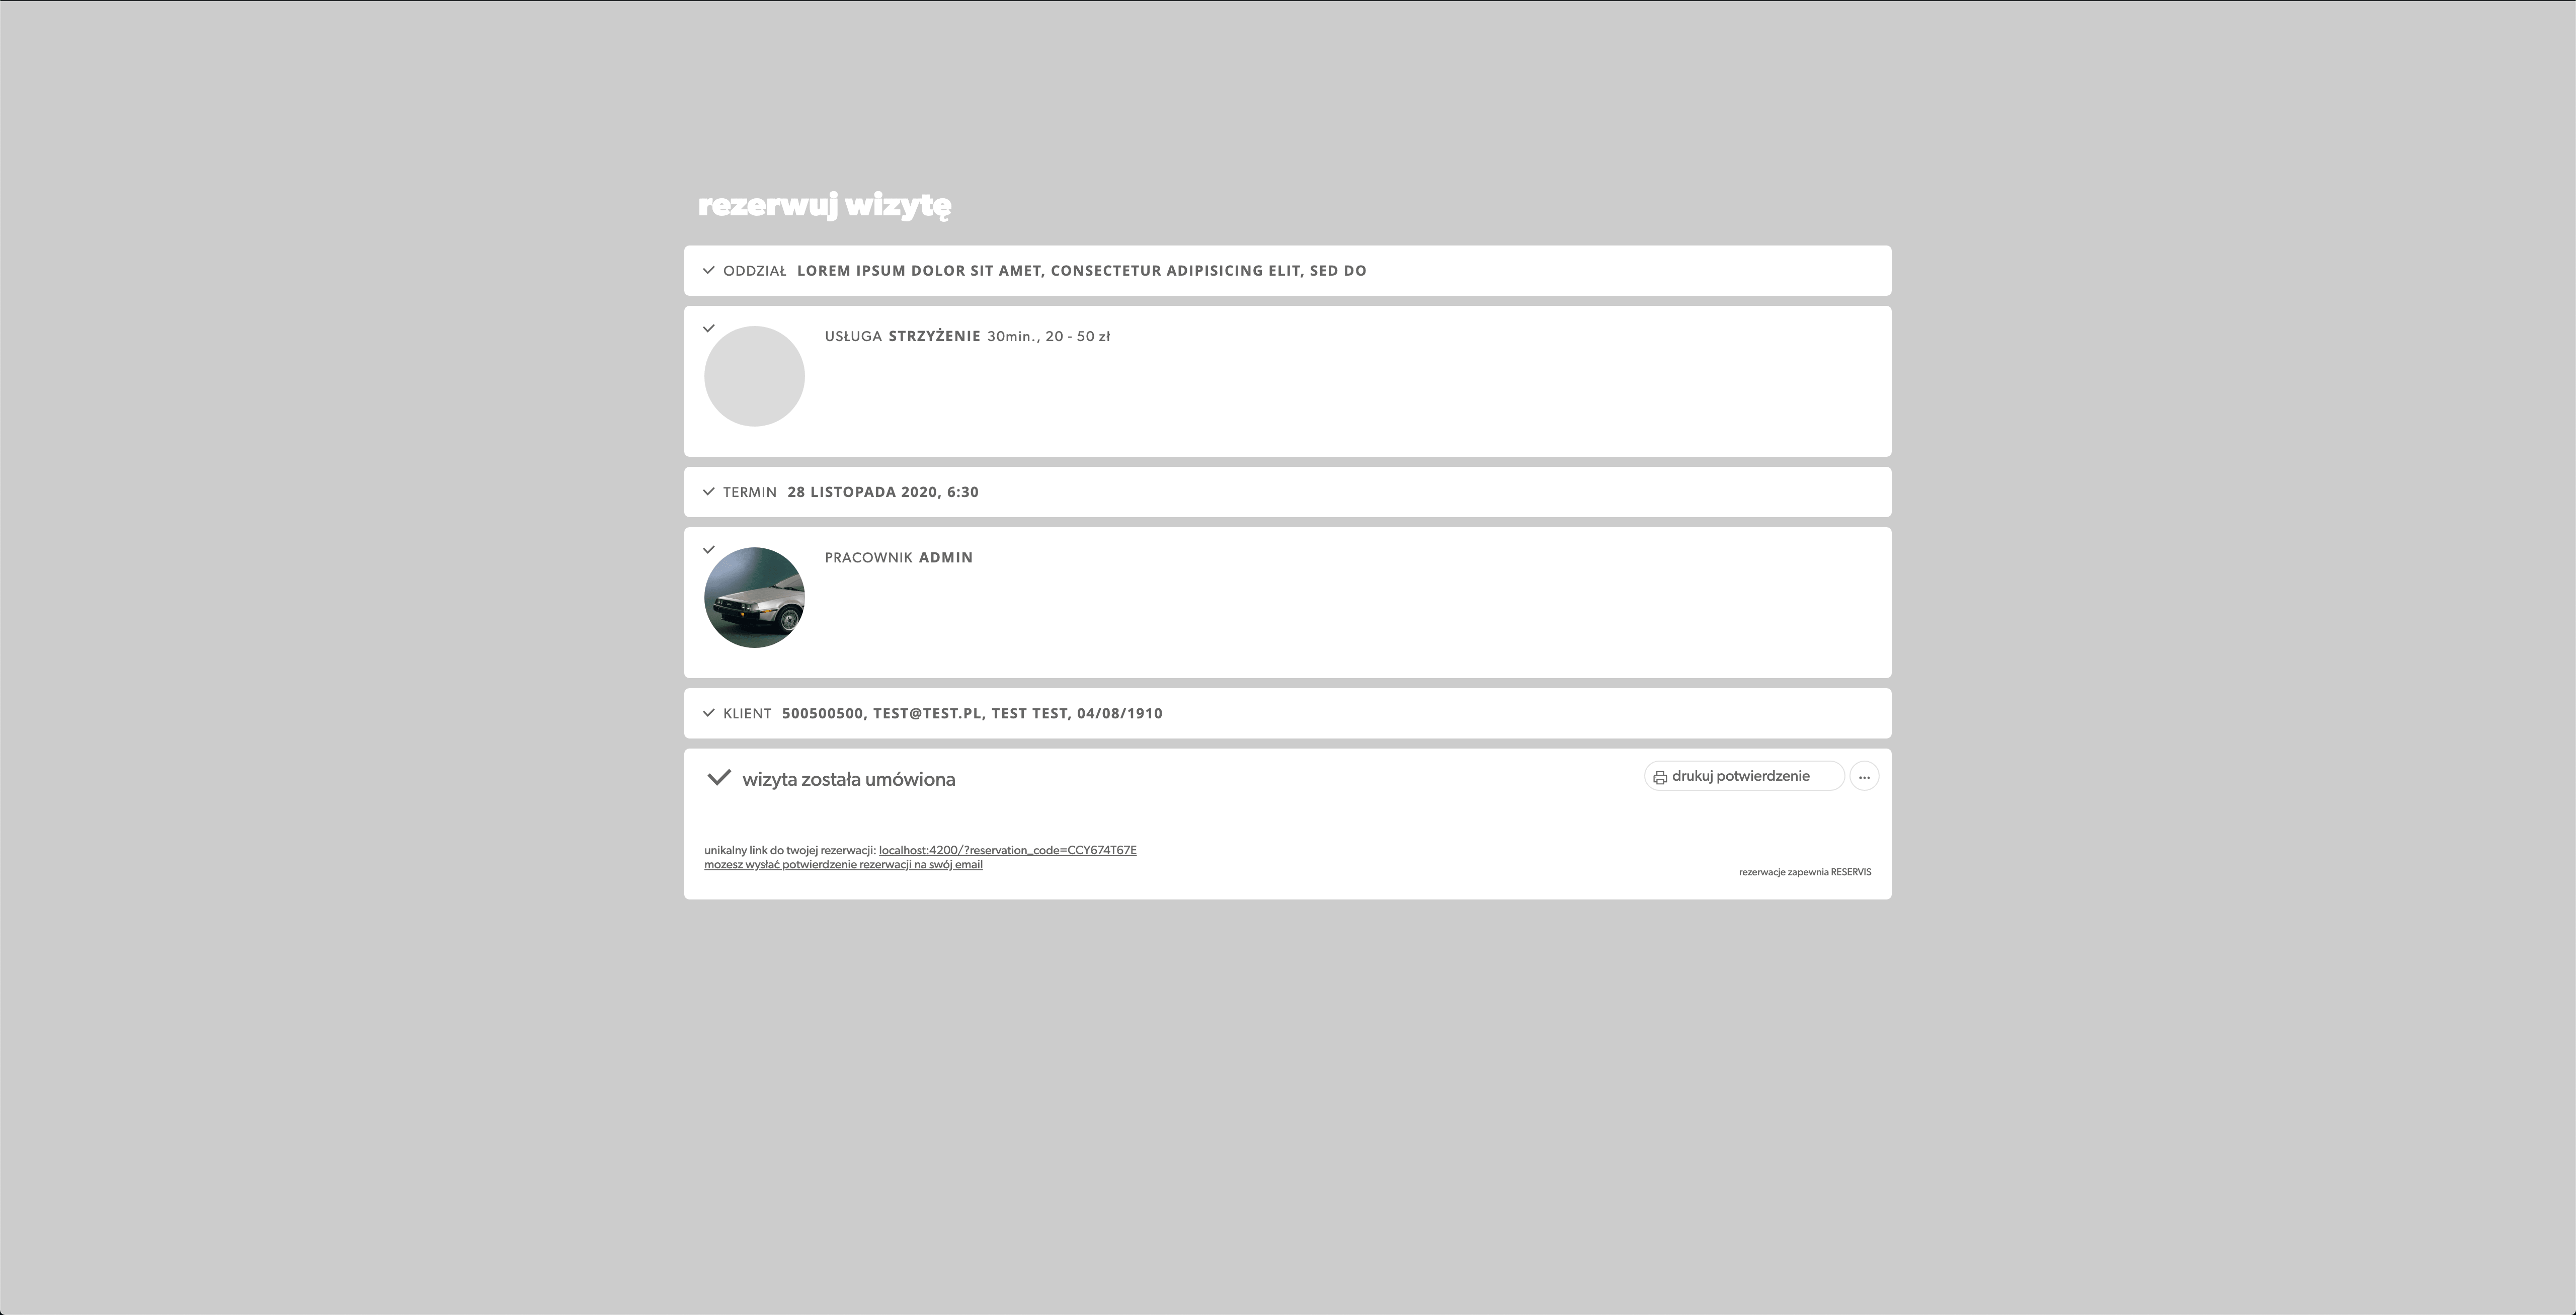 rezerwuj wizytę
ODDZIAŁ LOREM IPSUM DOLOR SIT AMET, CONSECTETUR ADIPISICING ELIT, SED DO
USŁUGA STRZYŻENIE 30min., 20 - 50 zł
TERMIN 28 LISTOPADA 2020, 6:30
PRACOWNIK ADMIN
KLIENT 500500500, TEST@TEST.PL, TEST TEST, 04/08/1910
wizyta została umówiona
drukuj potwierdzenie
...
unikalny link do twojej rezerwacji: localhost:4200/?reservation_code=CCY674T67E
mozesz wysłać potwierdzenie rezerwacji na swój email
rezerwacje zapewnia RESERVIS